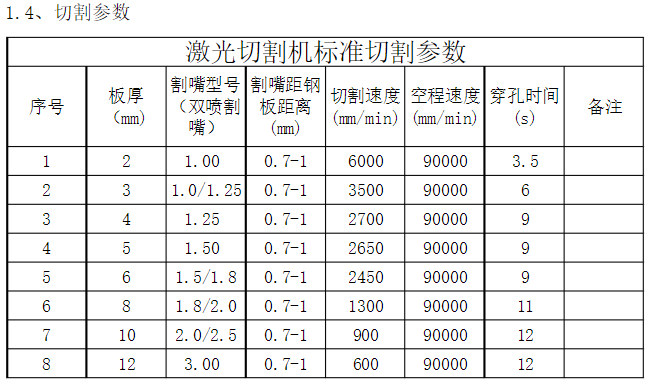 1.4、切割参数
激光切割机标准切割参数
序号 板厚(mm) 割嘴型号(双喷割嘴) 割嘴距钢板距离(mm) 切割速度(mm/min) 空程速度(mm/min) 穿孔时间(s) 备注
1 2 1.00 0.7-1 6000 90000 3.5
2 3 1.0/1.25 0.7-1 3500 90000 6
3 4 1.25 0.7-1 2700 90000 9
4 5 1.50 0.7-1 2650 90000 9
5 6 1.5/1.8 0.7-1 2450 90000 9
6 8 1.8/2.0 0.7-1 1300 90000 11
7 10 2.0/2.5 0.7-1 900 90000 12
8 12 3.00 0.7-1 600 90000 12